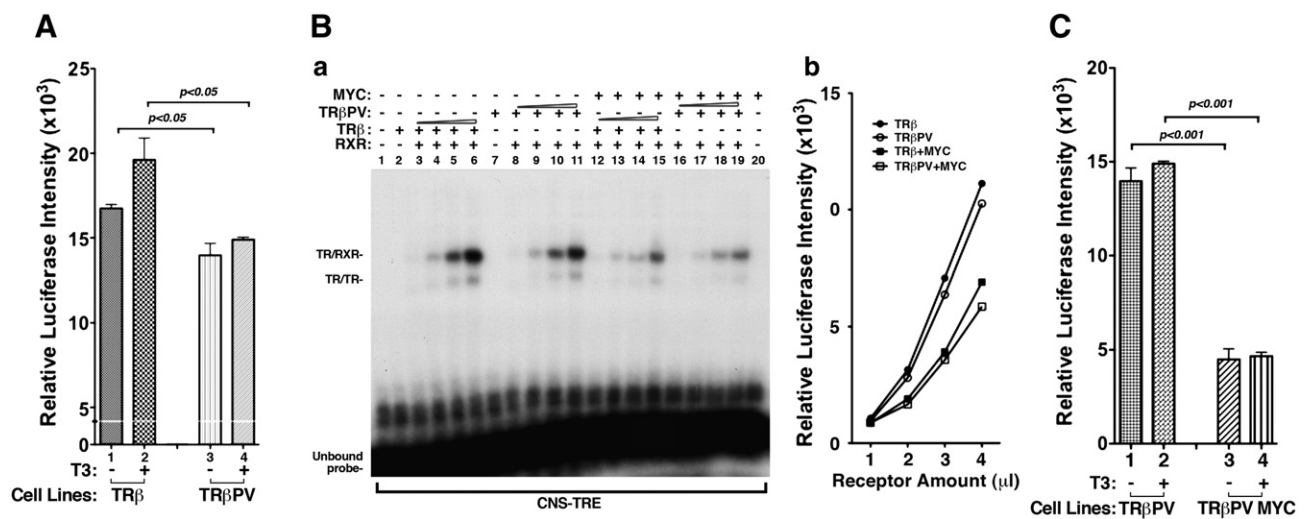 A
Relative Luciferase Intensity (x10³)
25
20
15
10
5
0
p<0.05
p<0.05
1 2 3 4
T3: - + - +
Cell Lines: TRβ TRβPV
B
a
MYC: - - - - - - - - - - - + + + + + + + + +
TRβPV: - - - - - - + + + + + - - - - + + + + -
TRβ: - + + + + + - - - - - + + + + - - - - -
RXR: - - + + + + - + + + + + + + + + + + + -
1 2 3 4 5 6 7 8 9 10 11 12 13 14 15 16 17 18 19 20
TR/RXR-
TR/TR-
Unbound
probe-
CNS-TRE
b
Relative Luciferase Intensity (x10³)
15
0
5
0
TRβ
TRβPV
TRβ+MYC
TRβPV+MYC
1 2 3 4
Receptor Amount (μl)
C
Relative Luciferase Intensity (x10³)
20
15
10
5
0
p<0.001
p<0.001
1 2 3 4
T3: - + - +
Cell Lines: TRβPV TRβPV MYC